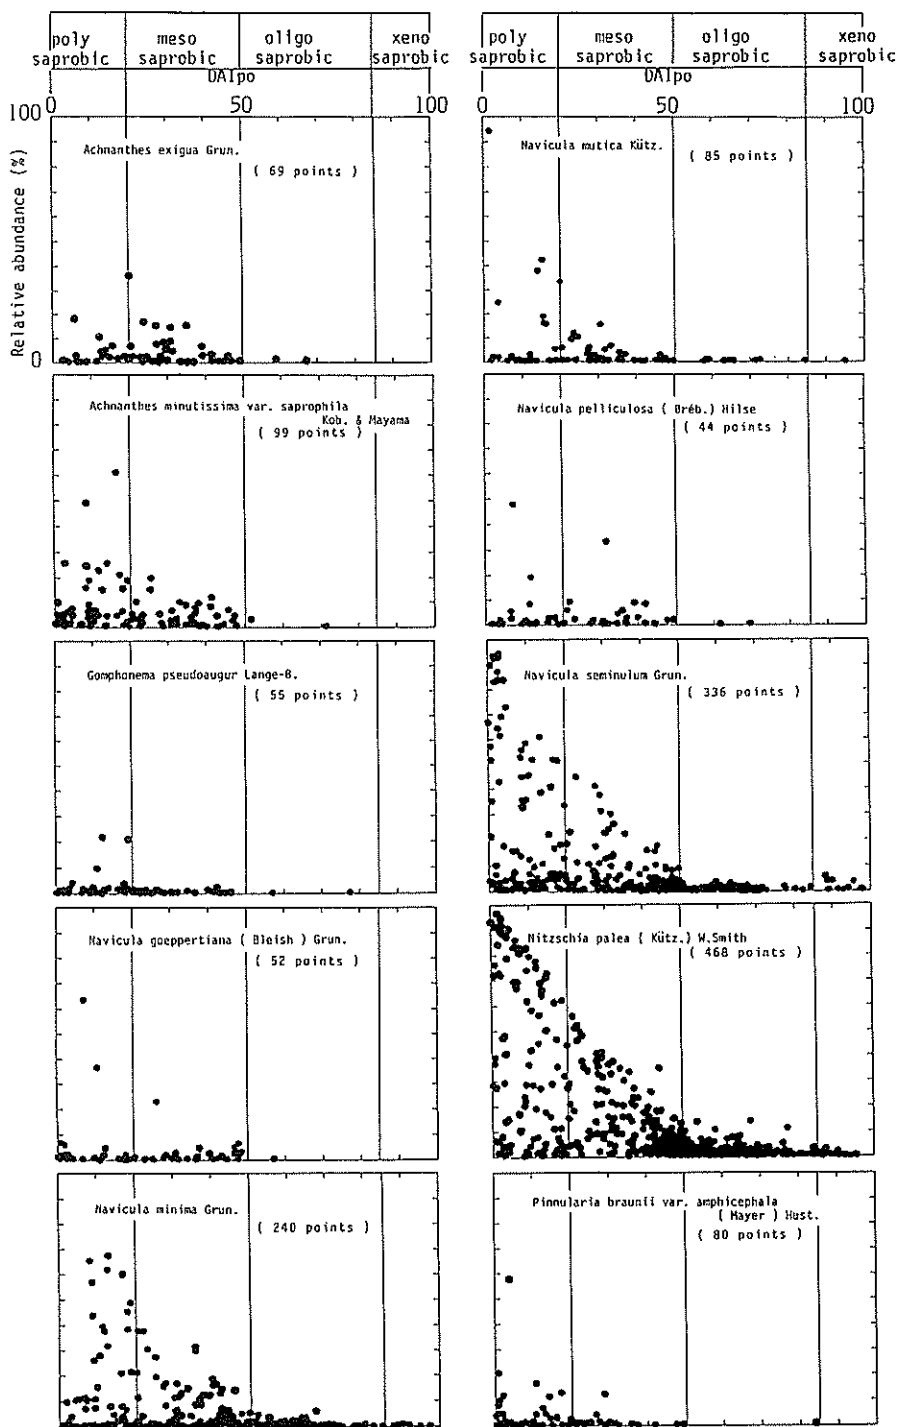 poly saprobic meso saprobic oligo saprobic xeno saprobic
DAIpo
0 50 100
100
Relative abundance (%)
0
Achnanthes exigua Grun.
( 69 points )
Achnanthes minutissima var. saprophila
Kob. & Mayama
( 99 points )
Gomphonema pseudoaugur Lange-B.
( 55 points )
Navicula goeppertiana ( Bleish ) Grun.
( 52 points )
Navicula minima Grun.
( 240 points )
poly saprobic meso saprobic oligo saprobic xeno saprobic
DAIpo
0 50 100
Navicula mutica Kütz.
( 85 points )
Navicula pelliculosa ( Bréb.) Hilse
( 44 points )
Navicula seminulum Grun.
( 336 points )
Nitzschia palea ( Kütz.) W.Smith
( 468 points )
Pinnularia braunii var. amphicephala
( Mayer ) Hust.
( 80 points )